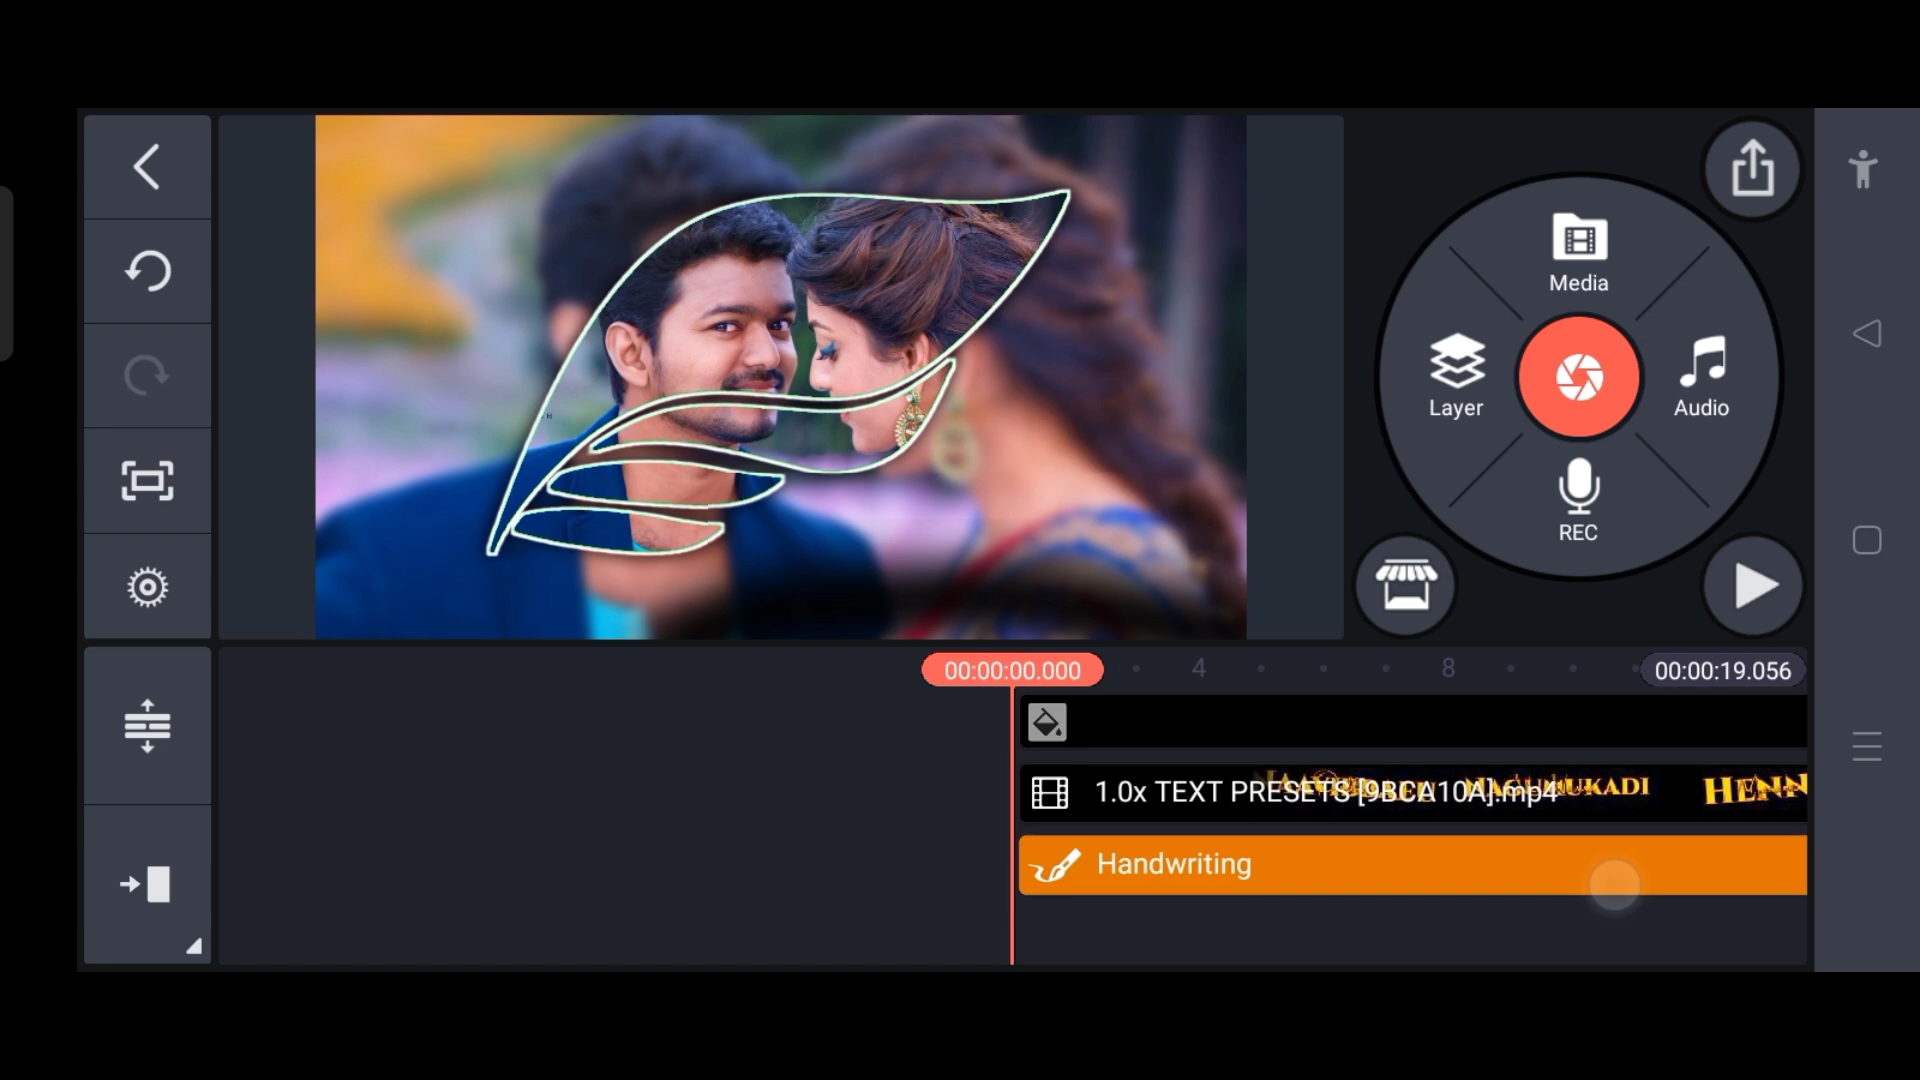 Media
Layer
Audio
REC
00:00:00.000
4
8
00:00:19.056
1.0x TEXT PRESETS [9BCA10A].mp4
Handwriting